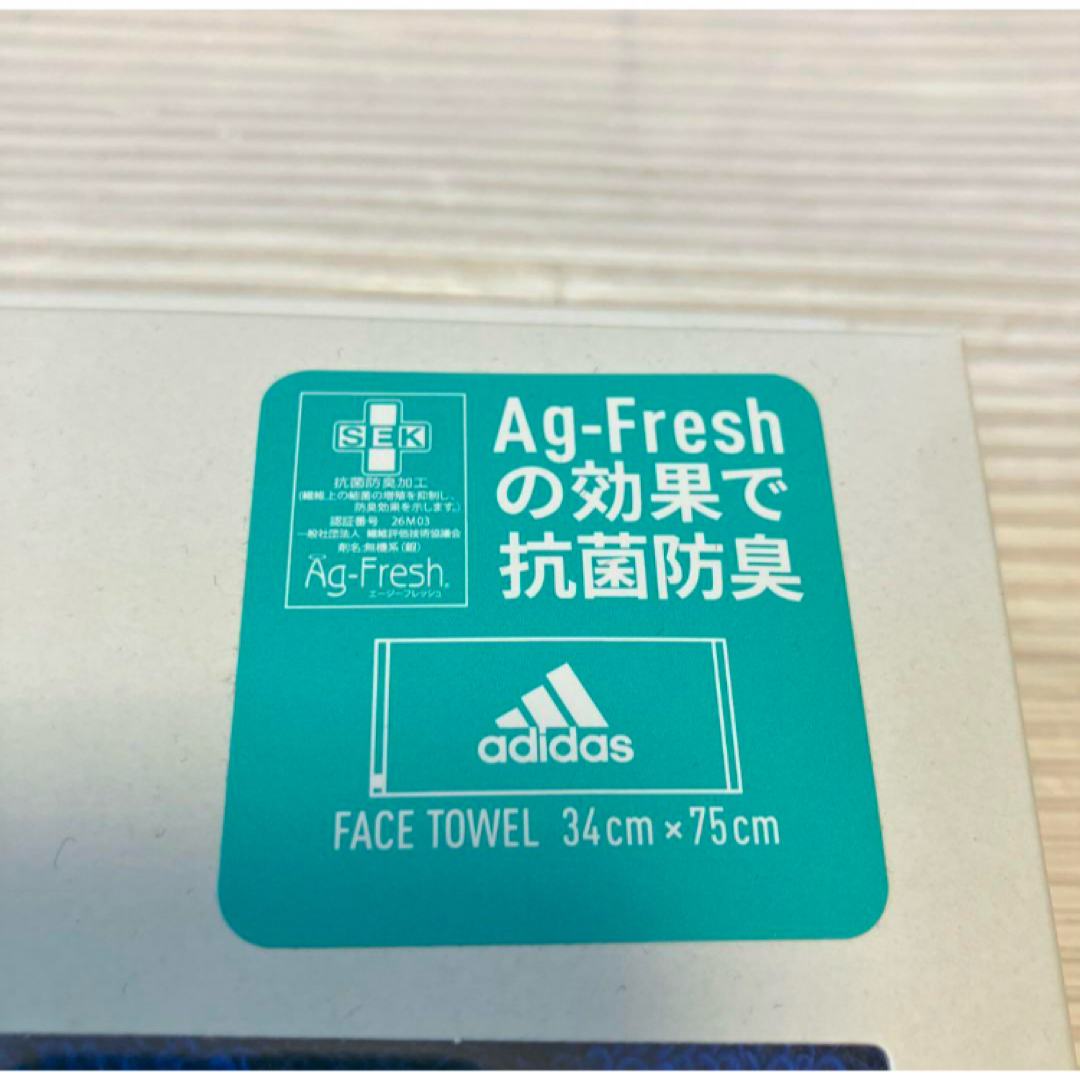 SEK
抗菌防臭加工
(繊維上の細菌の増殖を抑制し、
防臭効果を示します。)
認証番号 26M03
一般社団法人 繊維評価技術協議会
剤名:無機系(銀)
Ag-Fresh®
エージーフレッシュ
Ag-Fresh
の効果で
抗菌防臭
adidas
FACE TOWEL 34cm×75cm